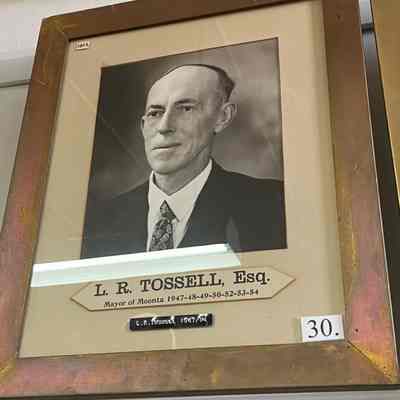 L. R. TOSSELL, Esq.
Mayor of Moonta 1947-48-49-50-52-53-54
30.